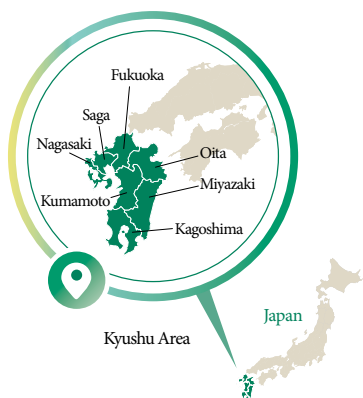 Fukuoka
Saga
Nagasaki
Oita
Miyazaki
Kumamoto
Kagoshima
Japan
Kyushu Area